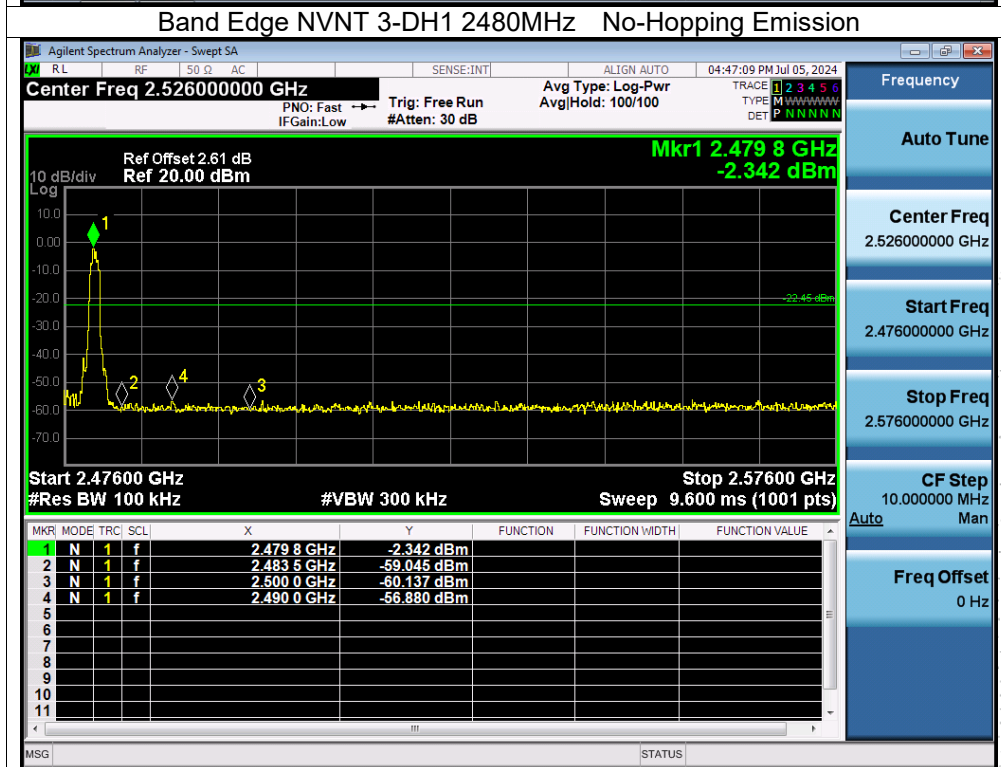 Band Edge NVNT 3-DH1 2480MHz No-Hopping Emission
Agilent Spectrum Analyzer - Swept SA
LXI RL RF 50 Ω AC SENSE:INT ALIGN AUTO 04:47:09 PM Jul 05, 2024
Center Freq 2.526000000 GHz
PNO: Fast
IFGain:Low
Trig: Free Run
#Atten: 30 dB
Avg Type: Log-Pwr
Avg|Hold: 100/100
TRACE 1 2 3 4 5 6
TYPE M WWWWW
DET P N N N N N
Ref Offset 2.61 dB
Ref 20.00 dBm
10 dB/div
Log
Mkr1 2.479 8 GHz
-2.342 dBm
10.0
0.00
-10.0
-20.0
-30.0
-40.0
-50.0
-60.0
-70.0
1
2
4
3
-22.45 dBm
Start 2.47600 GHz Stop 2.57600 GHz
#Res BW 100 kHz #VBW 300 kHz Sweep 9.600 ms (1001 pts)
MKR MODE TRC SCL X Y FUNCTION FUNCTION WIDTH FUNCTION VALUE
1 N 1 f 2.479 8 GHz -2.342 dBm
2 N 1 f 2.483 5 GHz -59.045 dBm
3 N 1 f 2.500 0 GHz -60.137 dBm
4 N 1 f 2.490 0 GHz -56.880 dBm
5
6
7
8
9
10
11
MSG STATUS
Frequency
Auto Tune
Center Freq
2.526000000 GHz
Start Freq
2.476000000 GHz
Stop Freq
2.576000000 GHz
CF Step
10.000000 MHz
Auto Man
Freq Offset
0 Hz